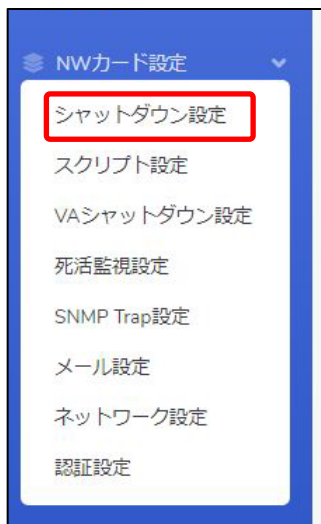 NWカード設定
シャットダウン設定
スクリプト設定
VAシャットダウン設定
死活監視設定
SNMP Trap設定
メール設定
ネットワーク設定
認証設定